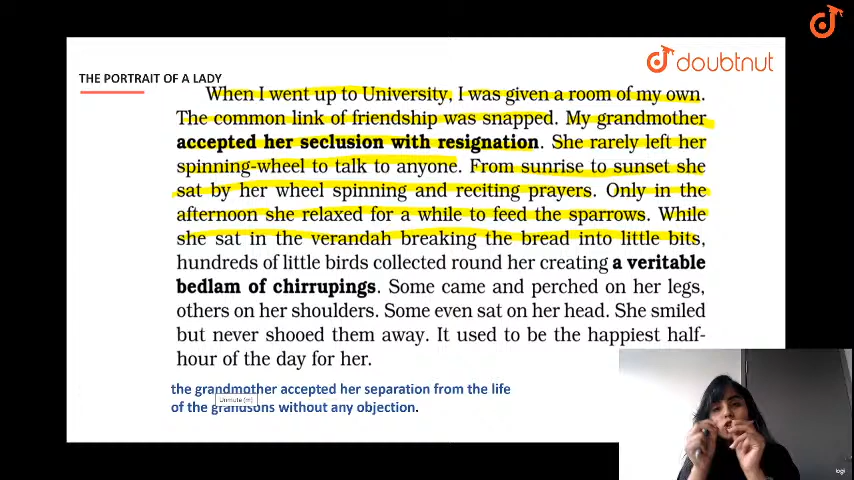 doubtnut
THE PORTRAIT OF A LADY
When I went up to University, I was given a room of my own.
The common link of friendship was snapped. My grandmother
accepted her seclusion with resignation. She rarely left her
spinning-wheel to talk to anyone. From sunrise to sunset she
sat by her wheel spinning and reciting prayers. Only in the
afternoon she relaxed for a while to feed the sparrows. While
she sat in the verandah breaking the bread into little bits,
hundreds of little birds collected round her creating a veritable
bedlam of chirrupings. Some came and perched on her legs,
others on her shoulders. Some even sat on her head. She smiled
but never shooed them away. It used to be the happiest half-
hour of the day for her.
the grandmother accepted her separation from the life
of the grandsons without any objection.
Unmute (m)
logi